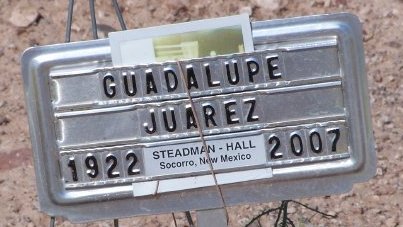 GUADALUPE
JUAREZ
1922 STEADMAN - HALL 2007
Socorro, New Mexico